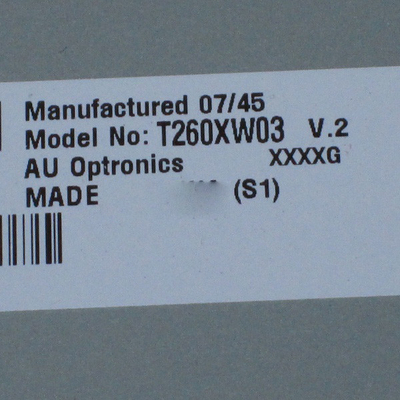 Manufactured 07/45
Model No: T260XW03 V.2
AU Optronics XXXXG
MADE (S1)